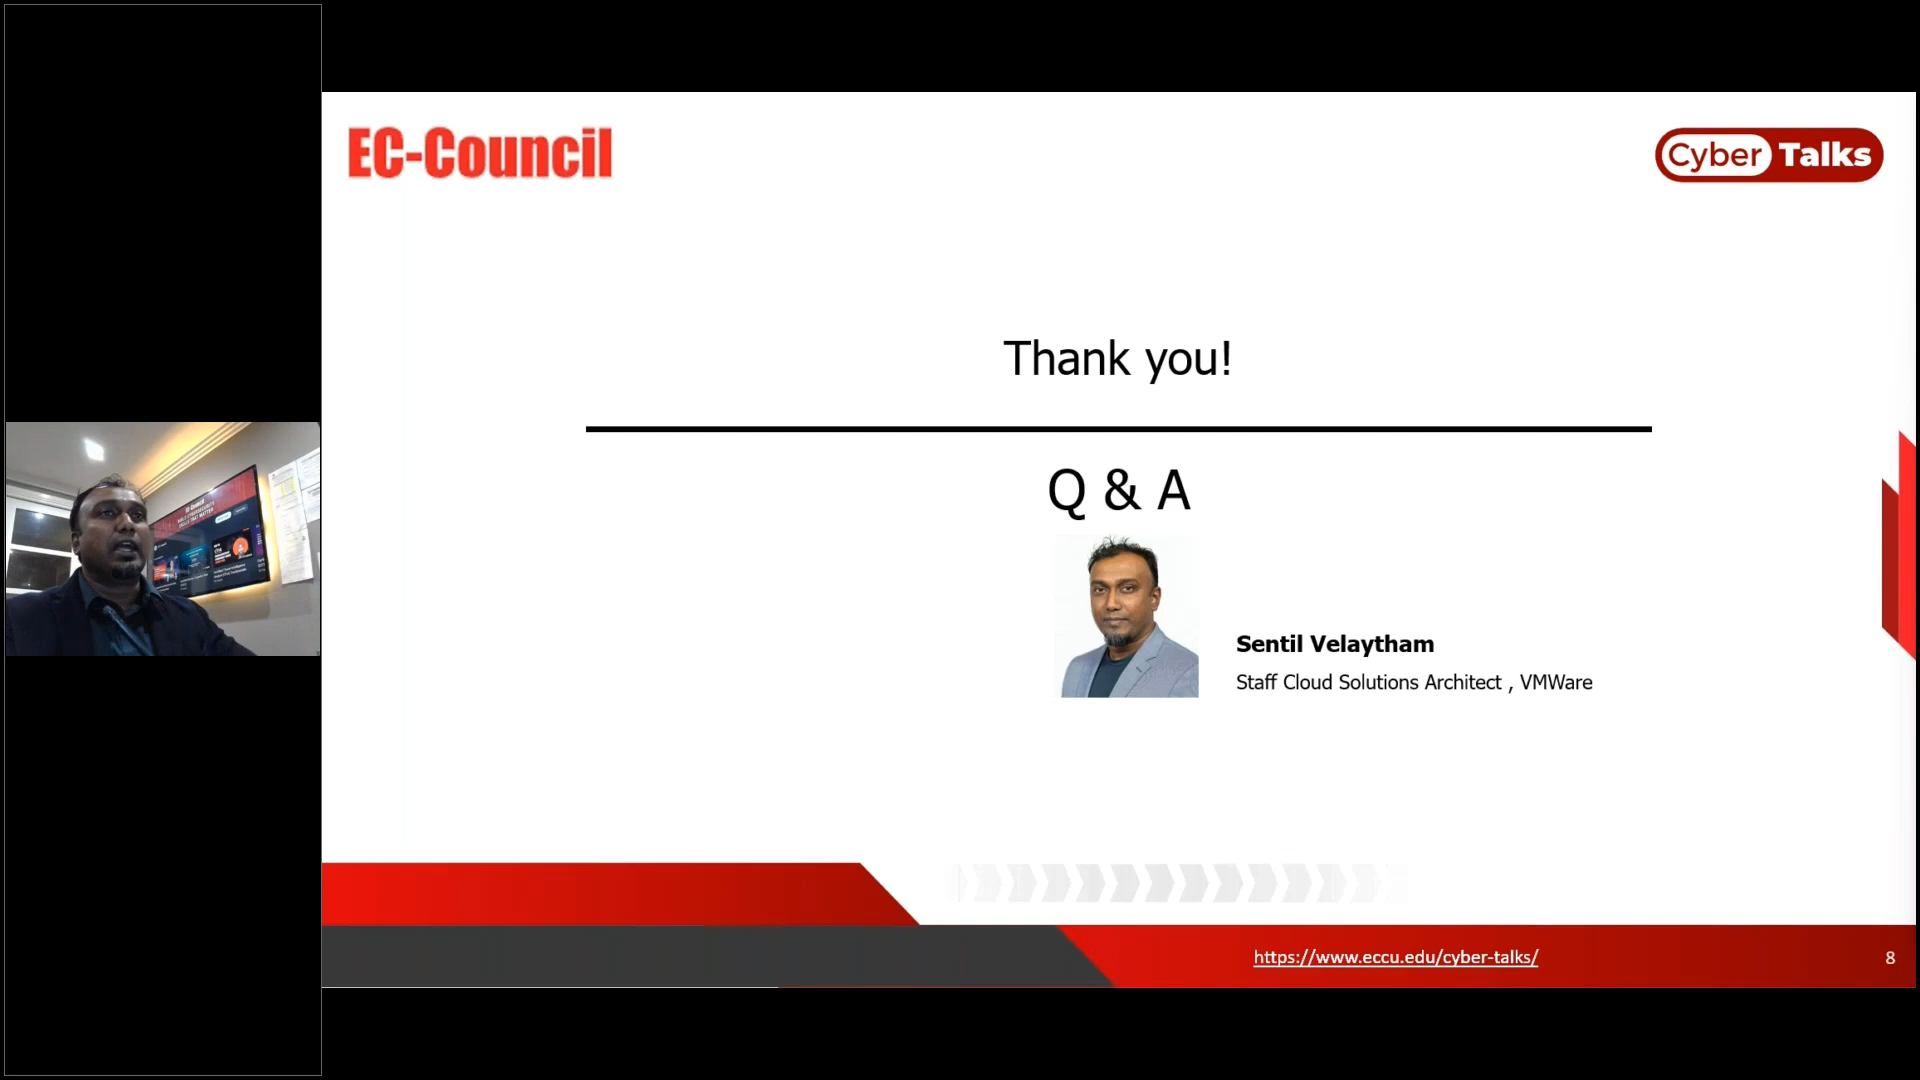 EC-Council
Cyber Talks
Thank you!
Q & A
Sentil Velaytham
Staff Cloud Solutions Architect , VMWare
https://www.eccu.edu/cyber-talks/
8